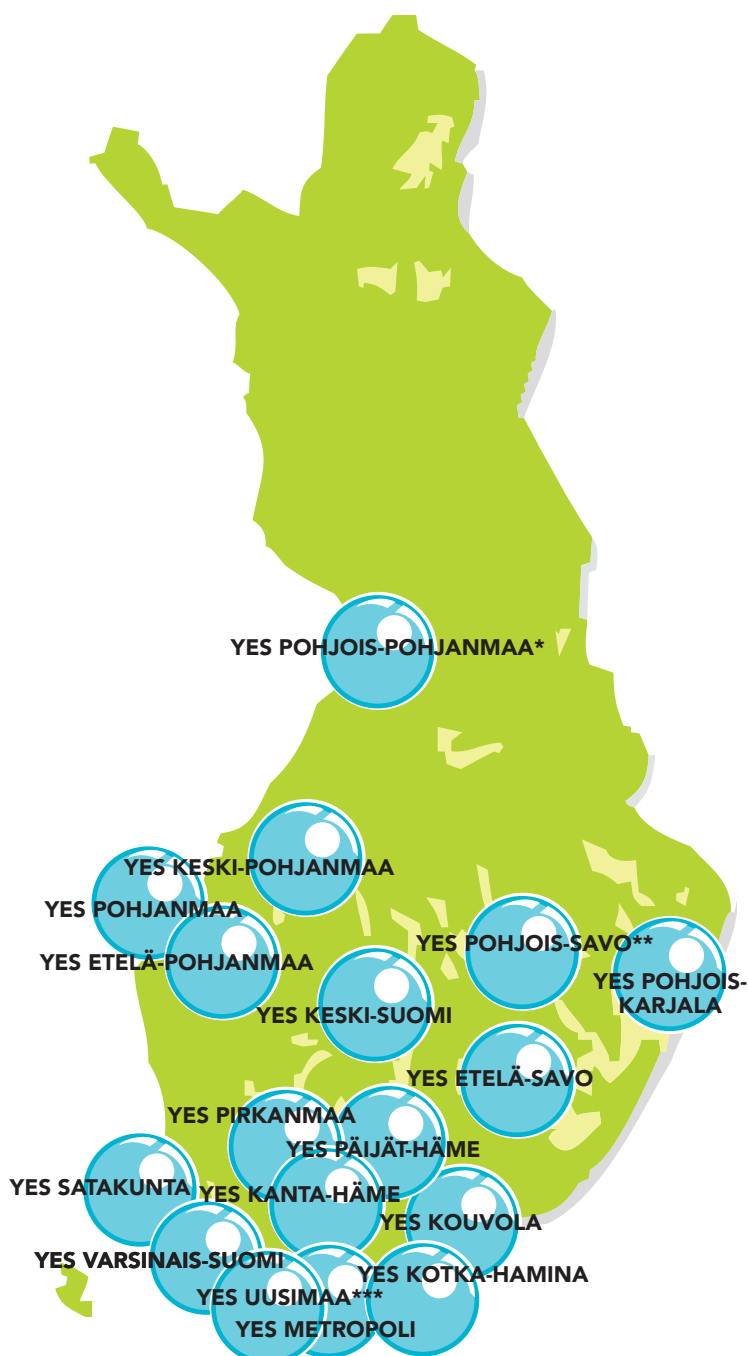 YES POHJOIS-POHJANMAA*
YES KESKI-POHJANMAA
YES POHJANMAA
YES ETELÄ-POHJANMAA
YES POHJOIS-SAVO**
YES POHJOIS-
KARJALA
YES KESKI-SUOMI
YES ETELÄ-SAVO
YES PIRKANMAA
YES PÄIJÄT-HÄME
YES SATAKUNTA
YES KANTA-HÄME
YES KOUVOLA
YES VARSINAIS-SUOMI
YES KOTKA-HAMINA
YES UUSIMAA***
YES METROPOLI